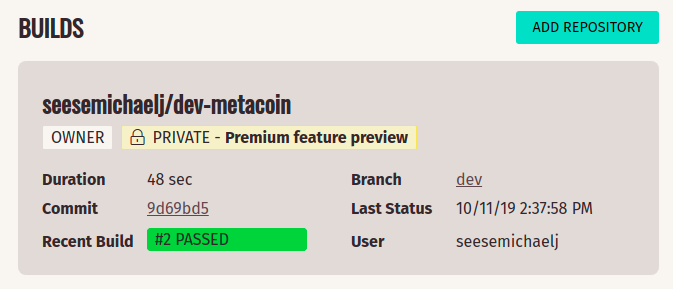 BUILDS
ADD REPOSITORY
seesemichaelj/dev-metacoin
OWNER PRIVATE - Premium feature preview
Duration 48 sec Branch dev
Commit 9d69bd5 Last Status 10/11/19 2:37:58 PM
Recent Build #2 PASSED User seesemichaelj